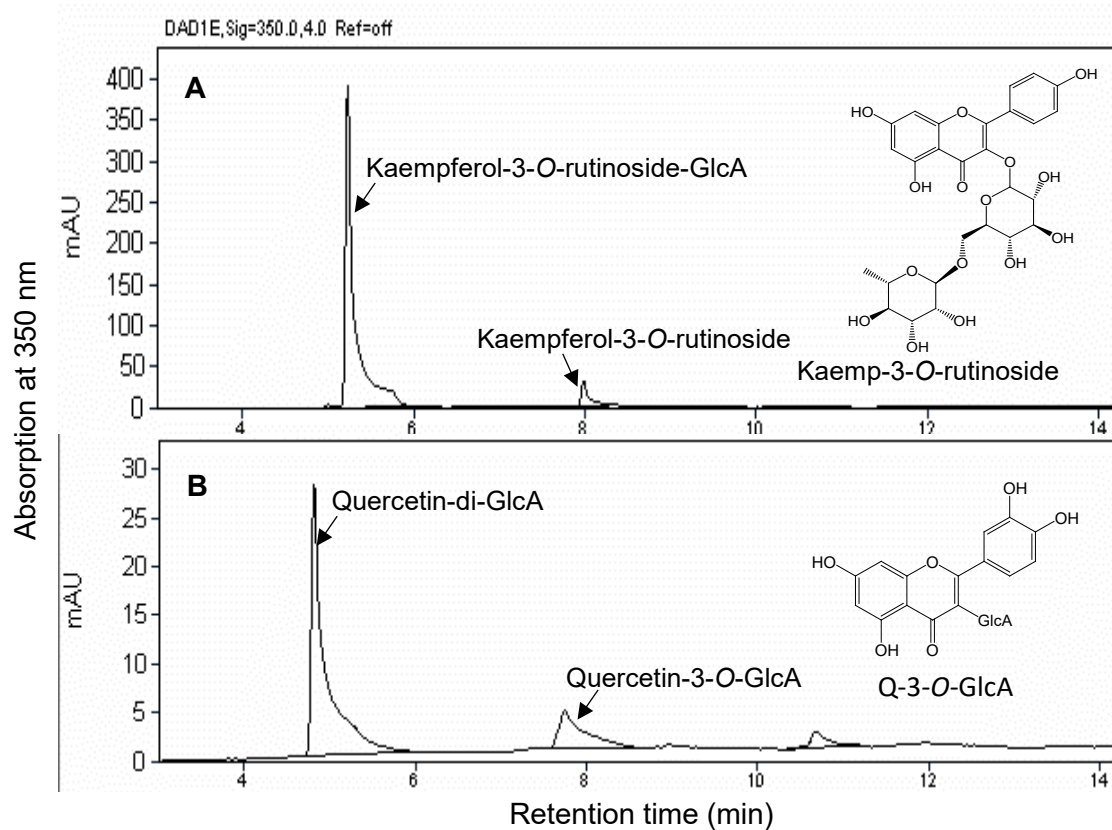 DAD1E,Sig=350.0,4.0 Ref=off
Absorption at 350 nm
mAU
400
350
300
250
200
150
100
50
0
A
Kaempferol-3-O-rutinoside-GlcA
Kaempferol-3-O-rutinoside
OH
HO
O
O
OH
O
OH
O
OH
OH
O
O
HO
OH
OH
Kaemp-3-O-rutinoside
4
6
8
10
12
14
mAU
30
25
20
15
10
5
0
B
Quercetin-di-GlcA
Quercetin-3-O-GlcA
OH
OH
HO
O
GlcA
OH
O
Q-3-O-GlcA
4
6
8
10
12
14
Retention time (min)